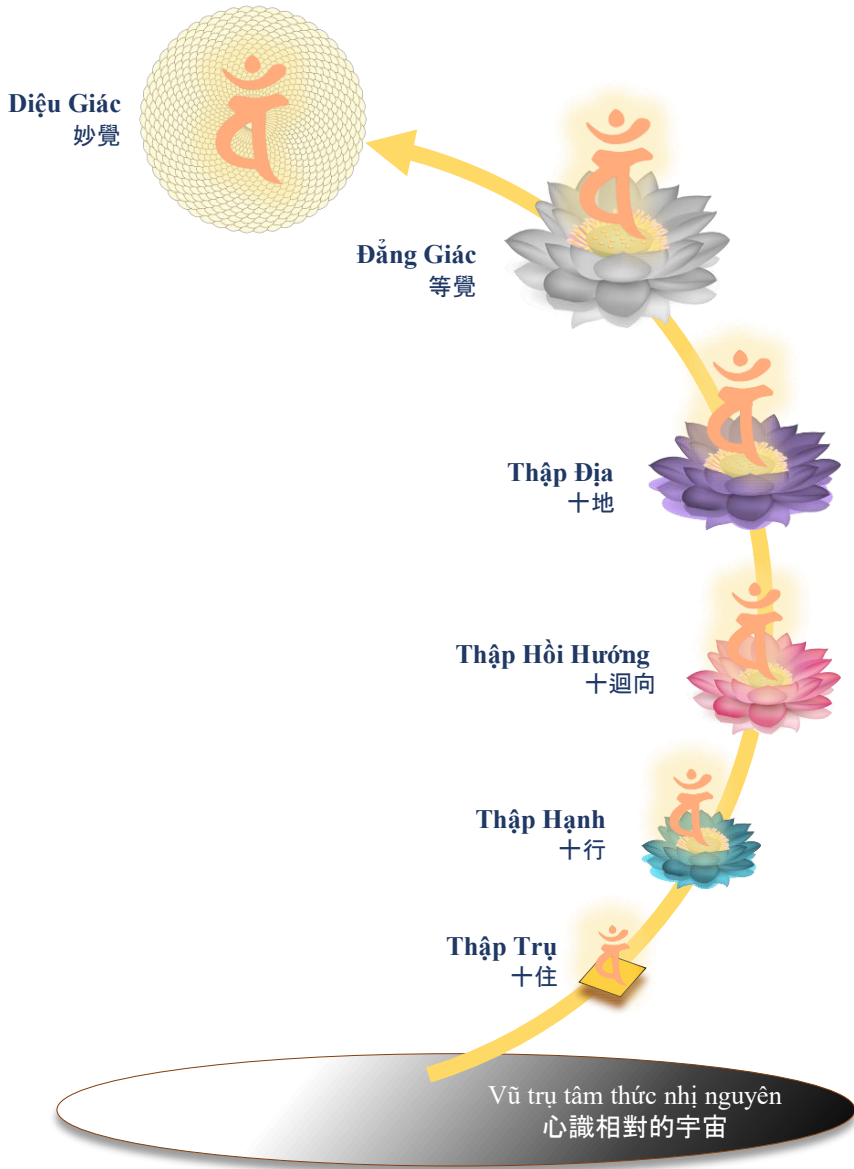 Diệu Giác
妙覺
Đẳng Giác
等覺
Thập Địa
十地
Thập Hồi Hướng
十迴向
Thập Hạnh
十行
Thập Trụ
十住
Vũ trụ tâm thức nhị nguyên
心識相對的宇宙